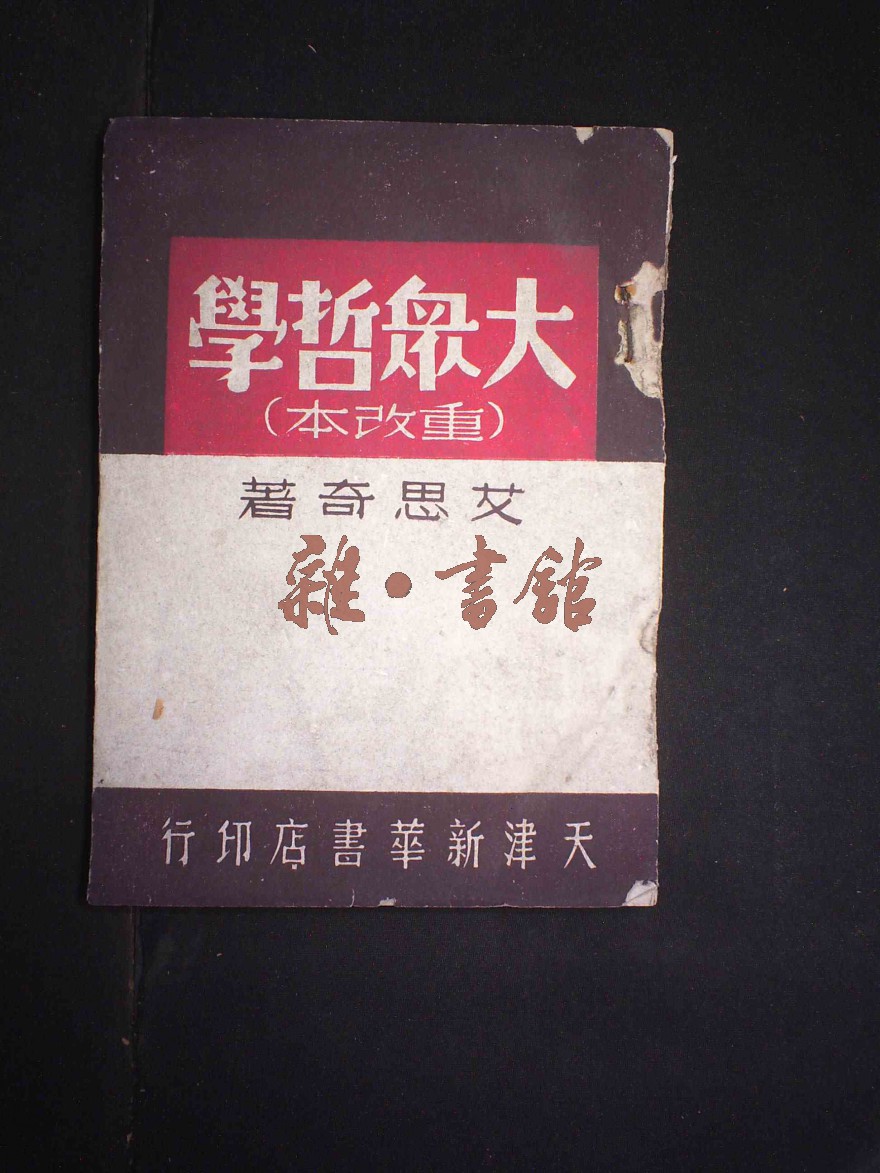 大眾哲學
(重改本)
艾思奇著
雜·書館
天津新華書店印行